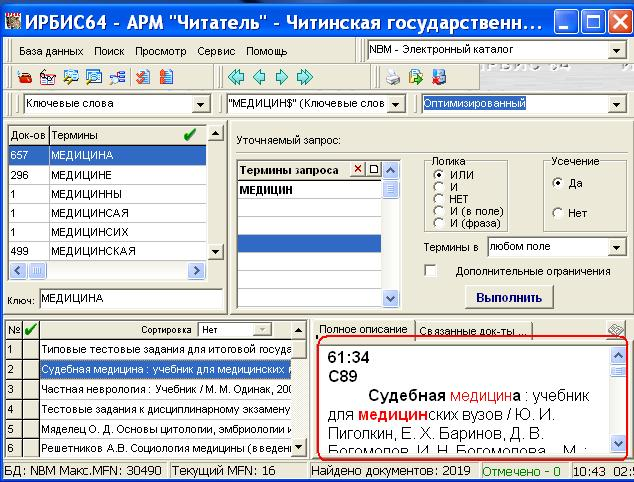 ИРБИС64 - АРМ "Читатель" - Читинская государственн...
База данных Поиск Просмотр Сервис Помощь
NBM - Электронный каталог
Ключевые слова
"МЕДИЦИН$" (Ключевые слов
Оптимизированный
Док-ов Термины
657 МЕДИЦИНА
296 МЕДИЦИНЕ
1 МЕДИЦИННЫ
1 МЕДИЦИНСАЯ
1 МЕДИЦИНСИХ
499 МЕДИЦИНСКАЯ
Ключ: МЕДИЦИНА
Уточняемый запрос:
Термины запроса
МЕДИЦИН
Логика
ИЛИ
И
НЕТ
И (в поле)
И (фраза)
Усечение
Да
Нет
Термины в любом поле
Дополнительные ограничения
Выполнить
№ Сортировка Нет
1 Типовые тестовые задания для итоговой госуда
2 Судебная медицина : учебник для медицинских в
3 Частная неврология : Учебник / М. М. Одинак, 200
4 Тестовые задания к дисциплинарному экзамену
5 Мяделец О. Д. Основы цитологии, эмбриологии и
6 Решетников А.В. Социология медицины (введени
Полное описание Связанные док-ты ...
61:34
С89
Судебная медицина : учебник
для медицинских вузов / Ю. И.
Пиголкин, Е. Х. Баринов, Д. В.
Богомолов, И. Н. Богомолова. - М. :
БД: NBM Макс.MFN: 30490 Текущий MFN: 16 Найдено документов: 2019 Отмечено - 0 10:43